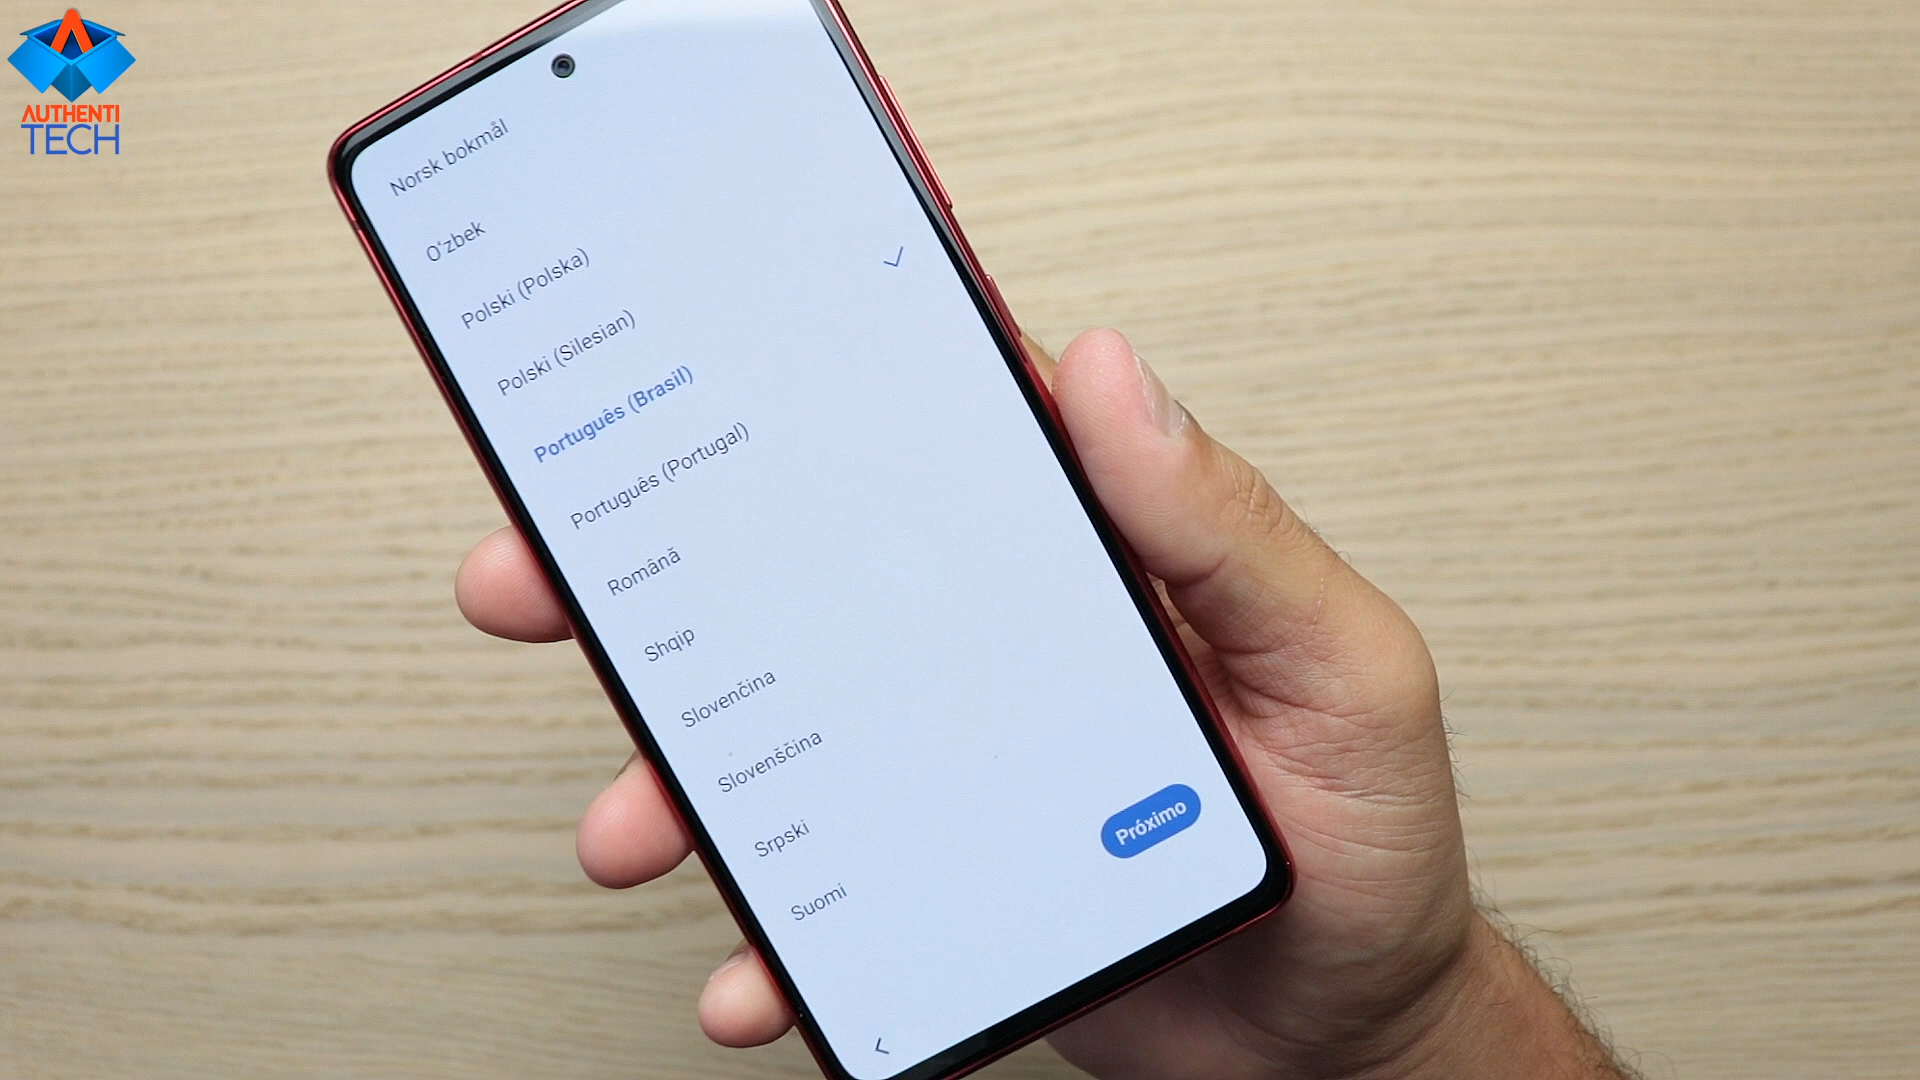 AUTHENTI
TECH
Norsk bokmål
O‘zbek
Polski (Polska)
Polski (Silesian)
Português (Brasil)
Português (Portugal)
Română
Shqip
Slovenčina
Slovenščina
Srpski
Suomi
Próximo